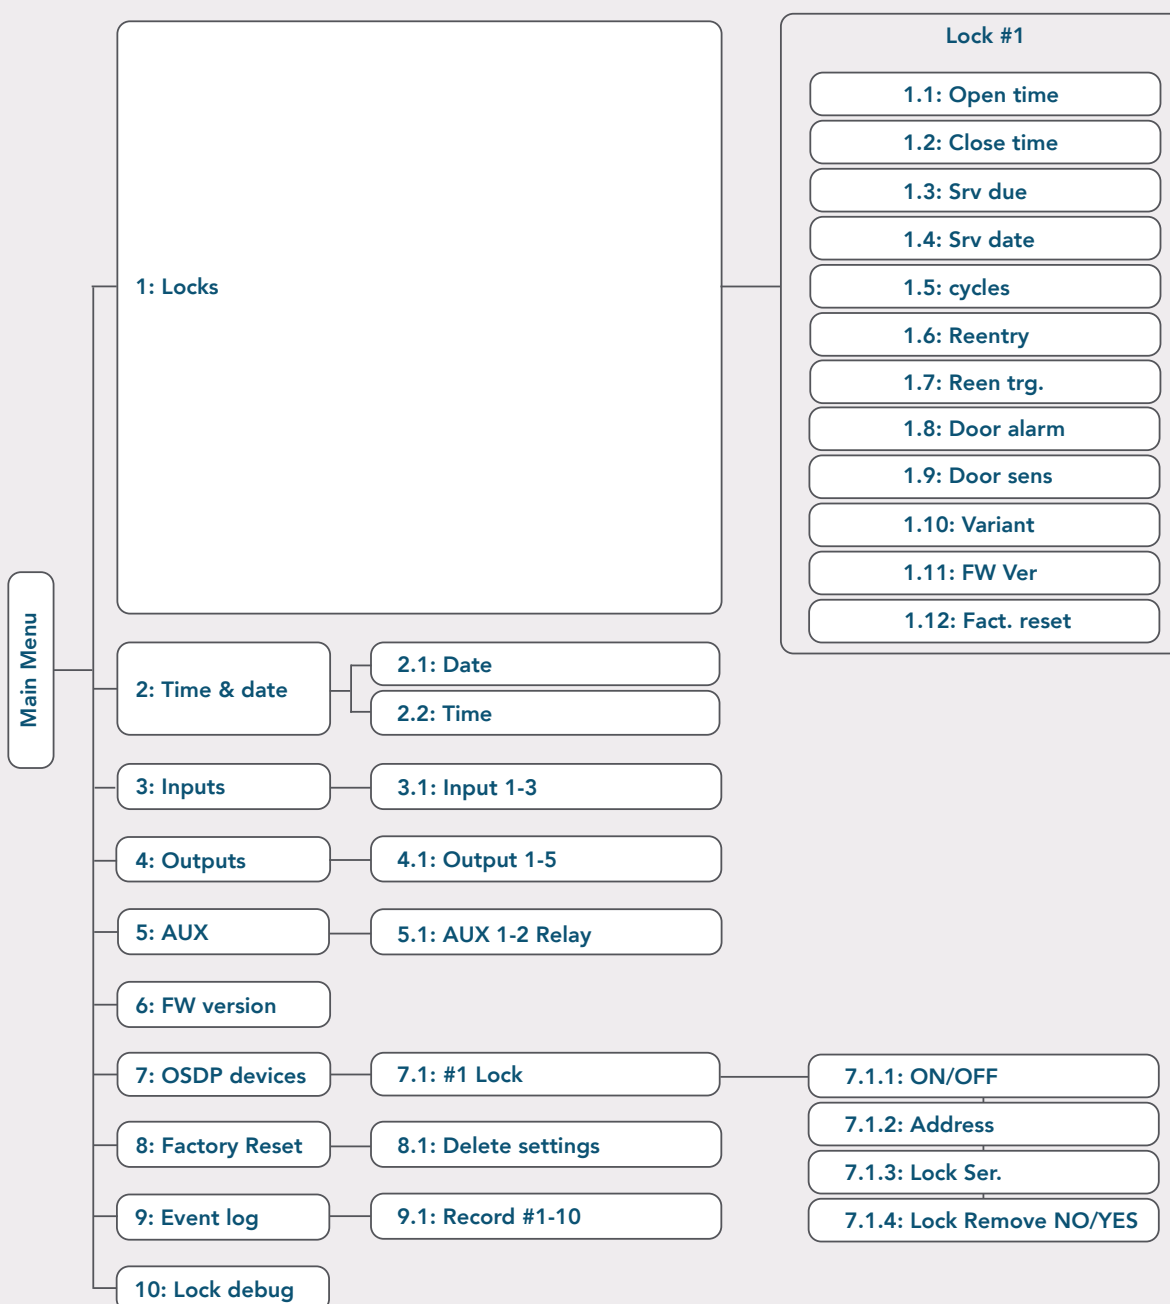 Main Menu
1: Locks
Lock #1
1.1: Open time
1.2: Close time
1.3: Srv due
1.4: Srv date
1.5: cycles
1.6: Reentry
1.7: Reen trg.
1.8: Door alarm
1.9: Door sens
1.10: Variant
1.11: FW Ver
1.12: Fact. reset
2: Time & date
2.1: Date
2.2: Time
3: Inputs
3.1: Input 1-3
4: Outputs
4.1: Output 1-5
5: AUX
5.1: AUX 1-2 Relay
6: FW version
7: OSDP devices
7.1: #1 Lock
7.1.1: ON/OFF
7.1.2: Address
7.1.3: Lock Ser.
7.1.4: Lock Remove NO/YES
8: Factory Reset
8.1: Delete settings
9: Event log
9.1: Record #1-10
10: Lock debug